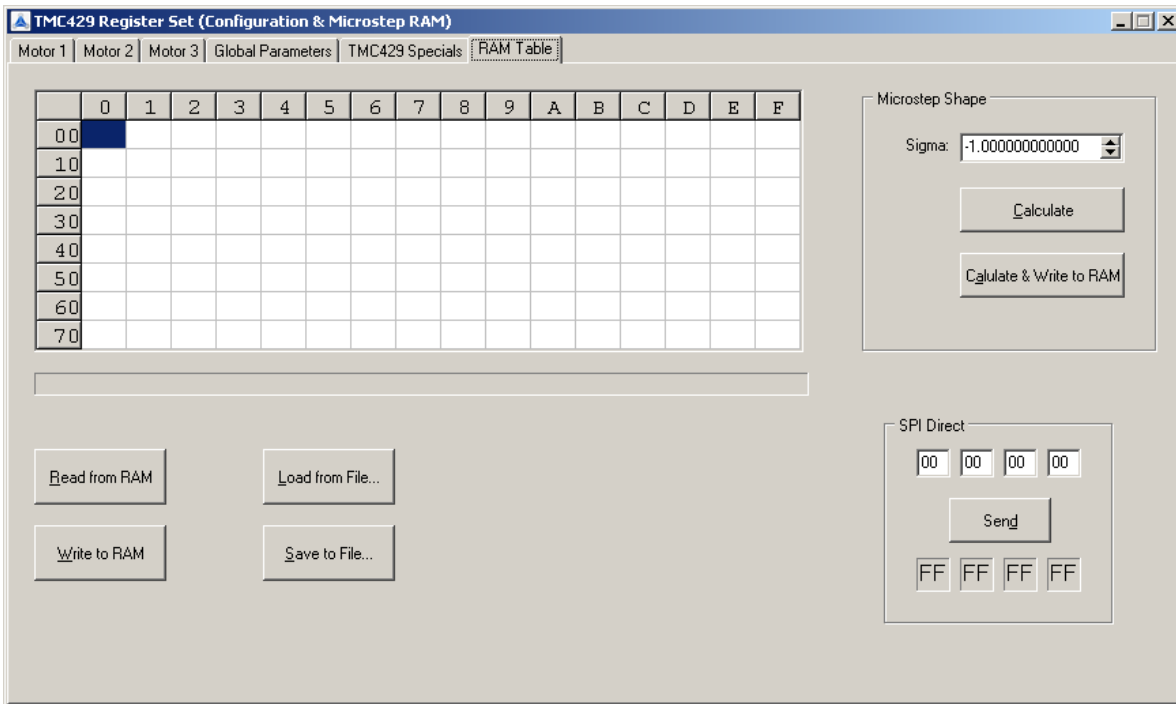 TMC429 Register Set (Configuration & Microstep RAM)
Motor 1 Motor 2 Motor 3 Global Parameters TMC429 Specials RAM Table
0 1 2 3 4 5 6 7 8 9 A B C D E F
00
10
20
30
40
50
60
70
Microstep Shape
Sigma: -1.000000000000
Calculate
Calulate & Write to RAM
Read from RAM Load from File...
Write to RAM Save to File...
SPI Direct
00 00 00 00
Send
FF FF FF FF